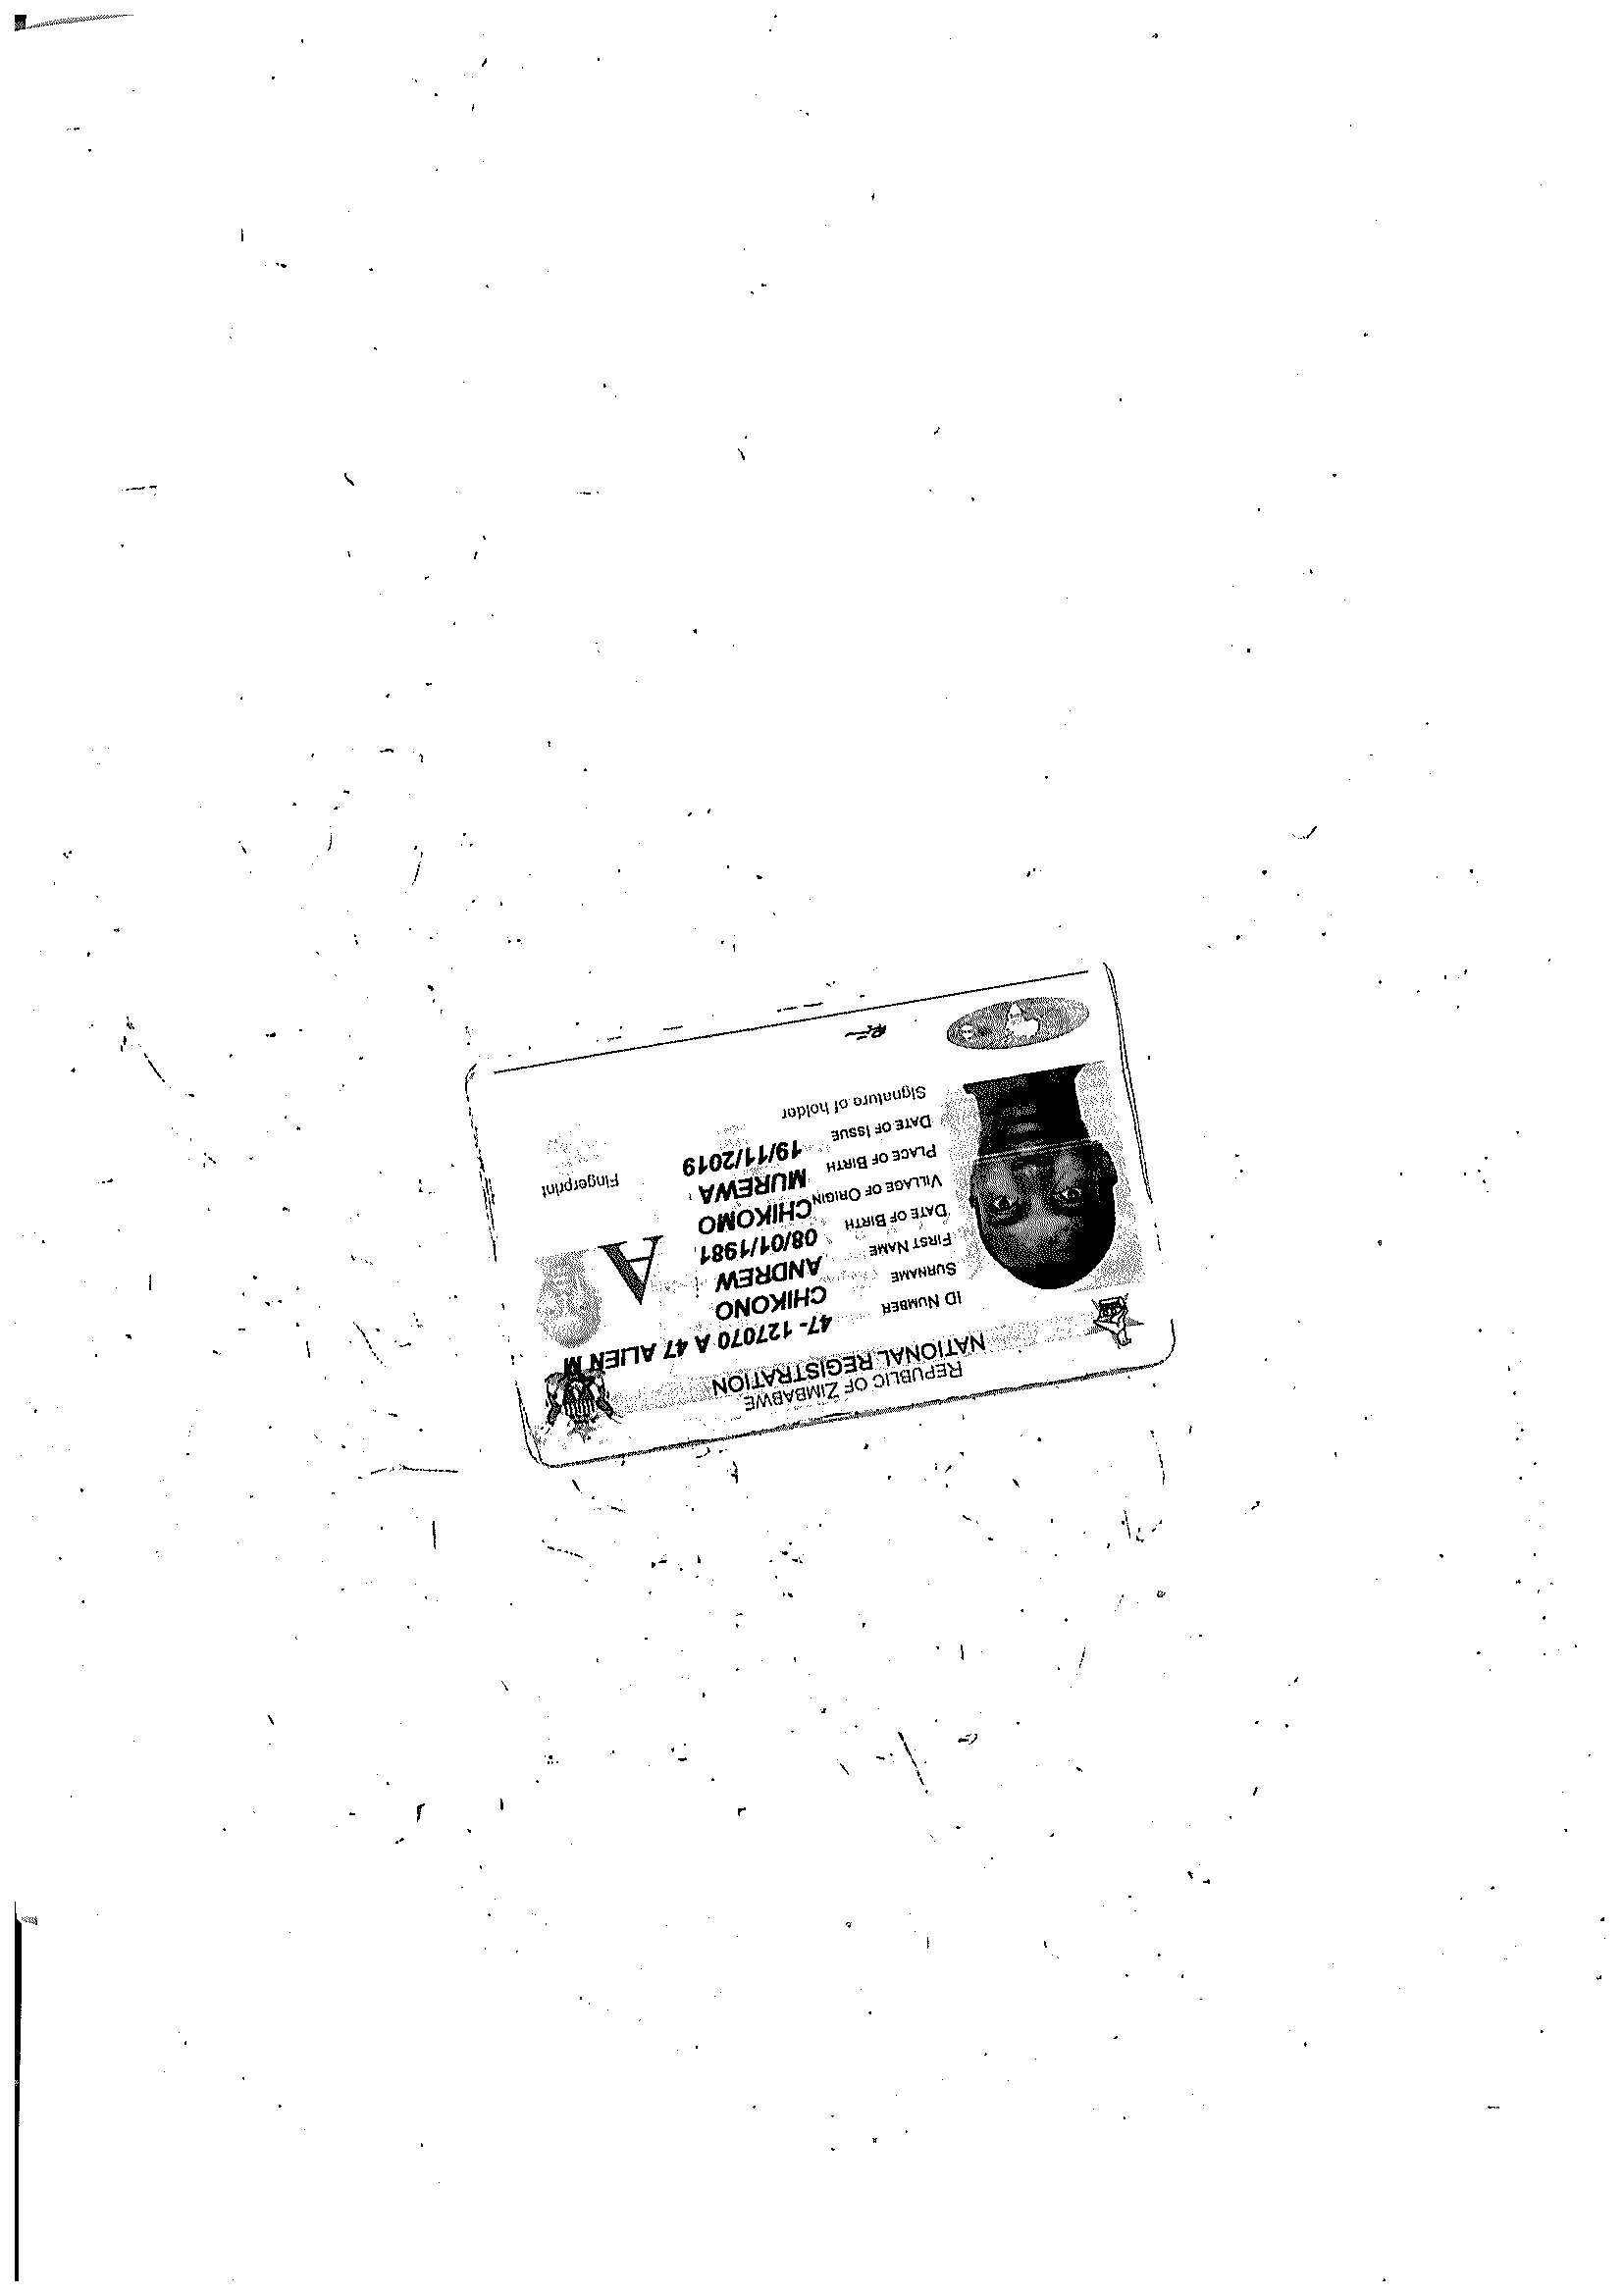 REPUBLIC OF ZIMBABWE
NATIONAL REGISTRATION
ID NUMBER 47- 127070 A 47 ALIEN M
SURNAME CHIKONO
FIRST NAME ANDREW
DATE OF BIRTH 08/01/1981
VILLAGE OF ORIGIN CHIKOMO
PLACE OF BIRTH MUREWA
DATE OF ISSUE 19/11/2019
Signature of holder
A
Fingerprint